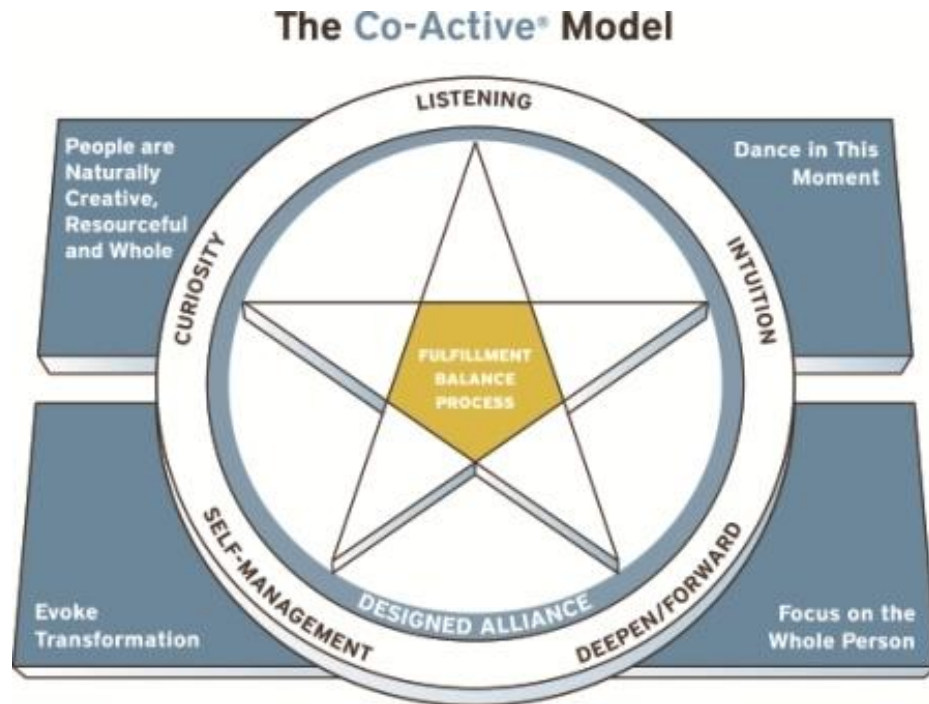 The Co-Active® Model
LISTENING
People are
Naturally
Creative,
Resourceful
and Whole
Dance in This
Moment
CURIOSITY
INTUITION
FULFILLMENT
BALANCE
PROCESS
SELF-MANAGEMENT
DESIGNED ALLIANCE
DEEPEN/FORWARD
Evoke
Transformation
Focus on the
Whole Person